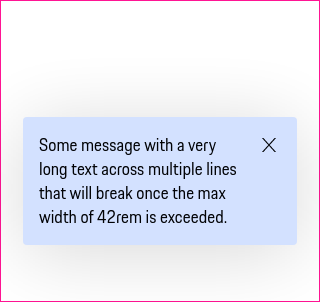 Some message with a very
long text across multiple lines
that will break once the max
width of 42rem is exceeded.